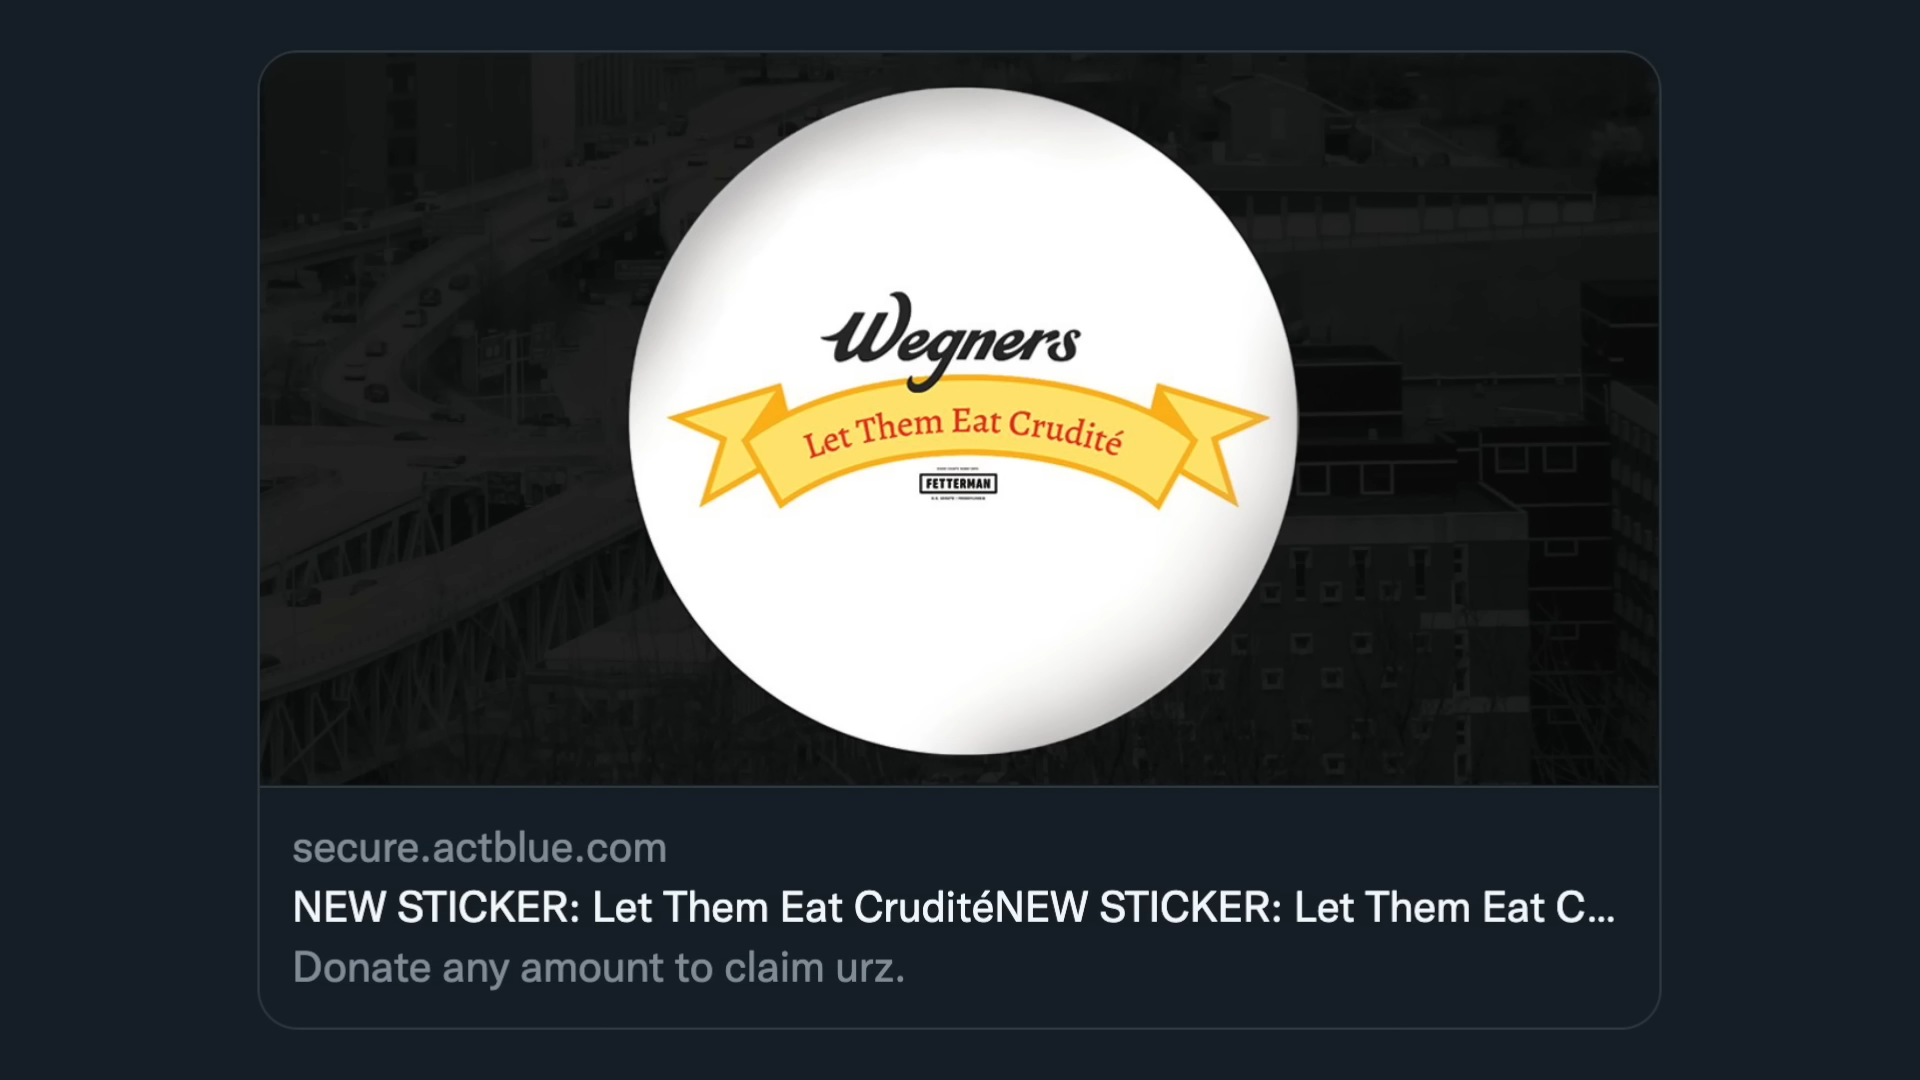 Wegners
Let Them Eat Crudité
FETTERMAN
secure.actblue.com
NEW STICKER: Let Them Eat CruditéNEW STICKER: Let Them Eat C...
Donate any amount to claim urz.